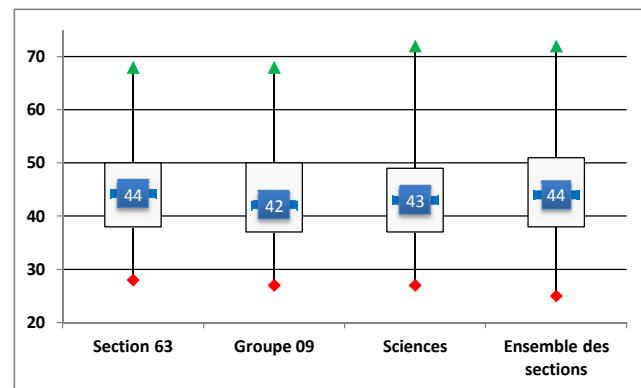 70
60
50
40
30
20
44
42
43
44
Section 63
Groupe 09
Sciences
Ensemble des
sections